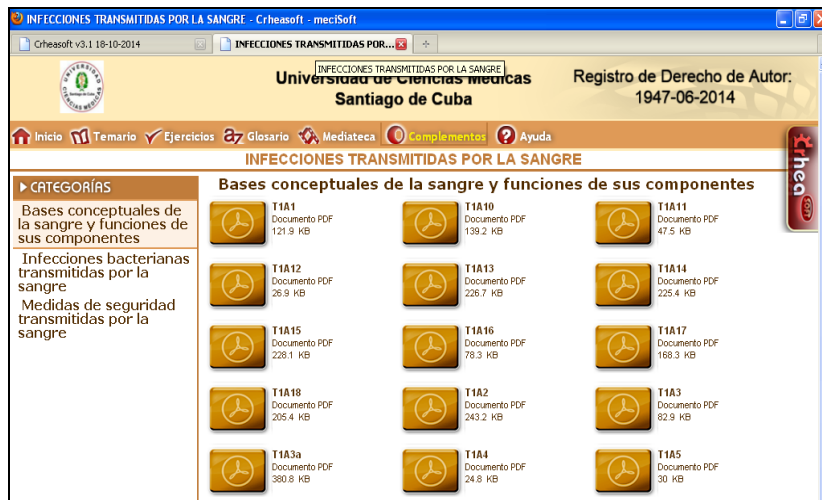 INFECCIONES TRANSMITIDAS POR LA SANGRE - Crheasoft - meciSoft
Crheasoft v3.1 18-10-2014
INFECCIONES TRANSMITIDAS POR...
INFECCIONES TRANSMITIDAS POR LA SANGRE
Universidad de Ciencias Médicas
Santiago de Cuba
Registro de Derecho de Autor:
1947-06-2014
Inicio Temario Ejercicios Glosario Mediateca Complementos Ayuda
INFECCIONES TRANSMITIDAS POR LA SANGRE
Crhea
soft
CATEGORÍAS
Bases conceptuales de
la sangre y funciones de
sus componentes
Infecciones bacterianas
transmitidas por la
sangre
Medidas de seguridad
transmitidas por la
sangre
Bases conceptuales de la sangre y funciones de sus componentes
T1A1
Documento PDF
121.9 KB
T1A10
Documento PDF
139.2 KB
T1A11
Documento PDF
47.5 KB
T1A12
Documento PDF
26.9 KB
T1A13
Documento PDF
226.7 KB
T1A14
Documento PDF
225.4 KB
T1A15
Documento PDF
228.1 KB
T1A16
Documento PDF
78.3 KB
T1A17
Documento PDF
168.3 KB
T1A18
Documento PDF
205.4 KB
T1A2
Documento PDF
243.2 KB
T1A3
Documento PDF
82.9 KB
T1A3a
Documento PDF
380.8 KB
T1A4
Documento PDF
24.8 KB
T1A5
Documento PDF
30 KB